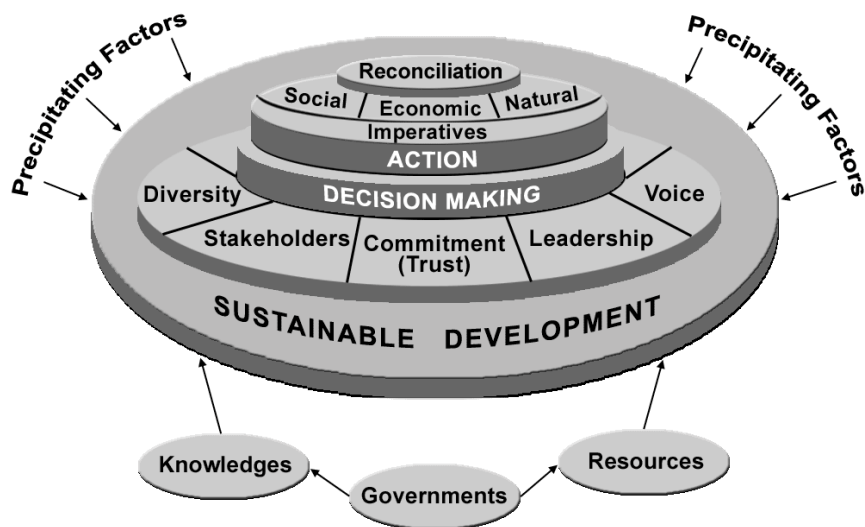 Precipitating Factors
Precipitating Factors
Reconciliation
Social
Economic
Natural
Imperatives
ACTION
DECISION MAKING
Diversity
Voice
Stakeholders
Commitment
(Trust)
Leadership
SUSTAINABLE DEVELOPMENT
Knowledges
Governments
Resources